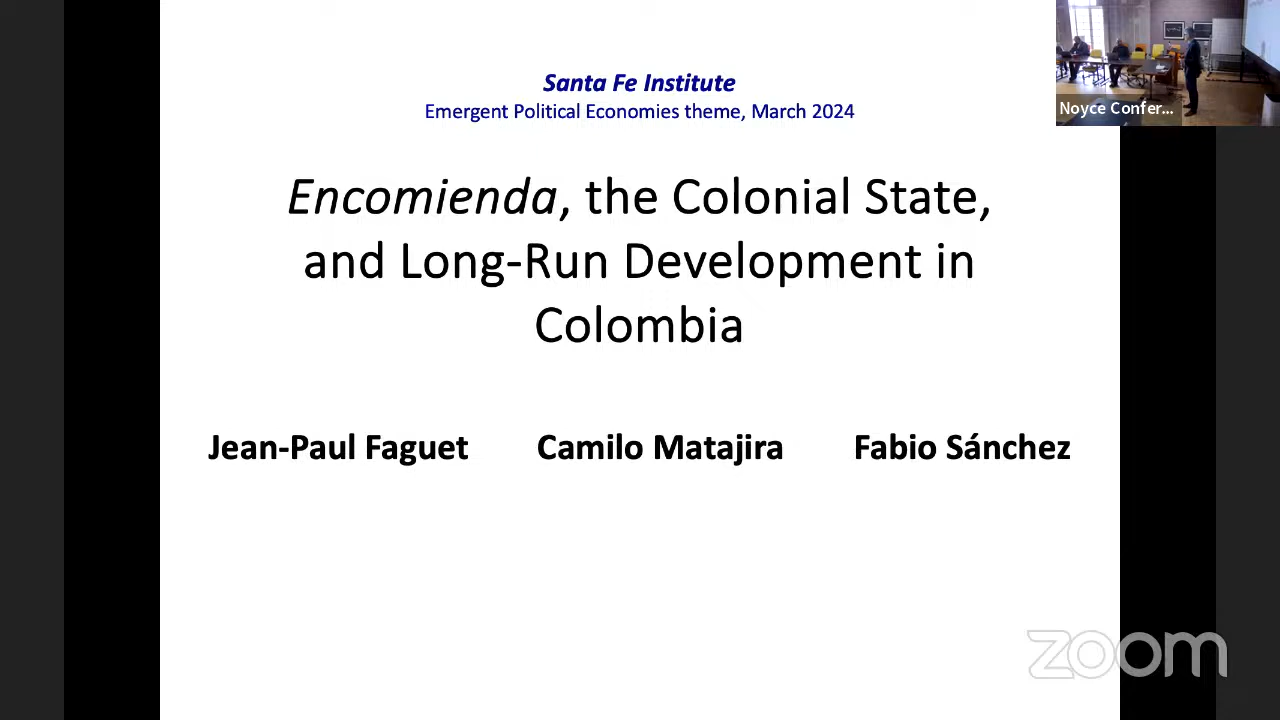 Santa Fe Institute
Emergent Political Economies theme, March 2024
Noyce Confer...
Encomienda, the Colonial State,
and Long-Run Development in
Colombia
Jean-Paul Faguet Camilo Matajira Fabio Sánchez
zoom